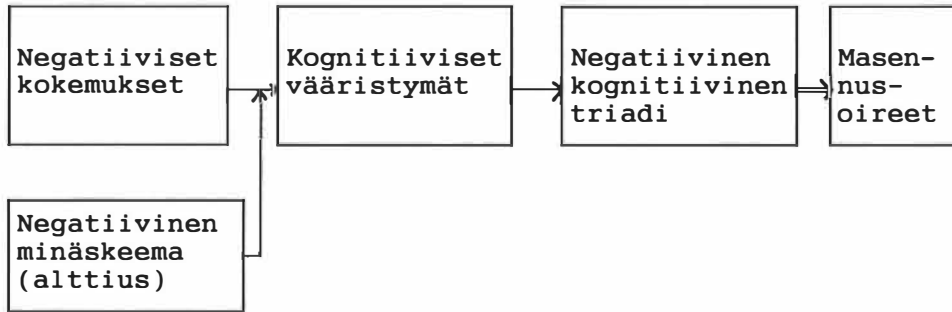 Negatiiviset
kokemukset
Kognitiiviset
vääristymät
Negatiivinen
kognitiivinen
triadi
Masen-
nus-
oireet
Negatiivinen
minäskeema
(alttius)